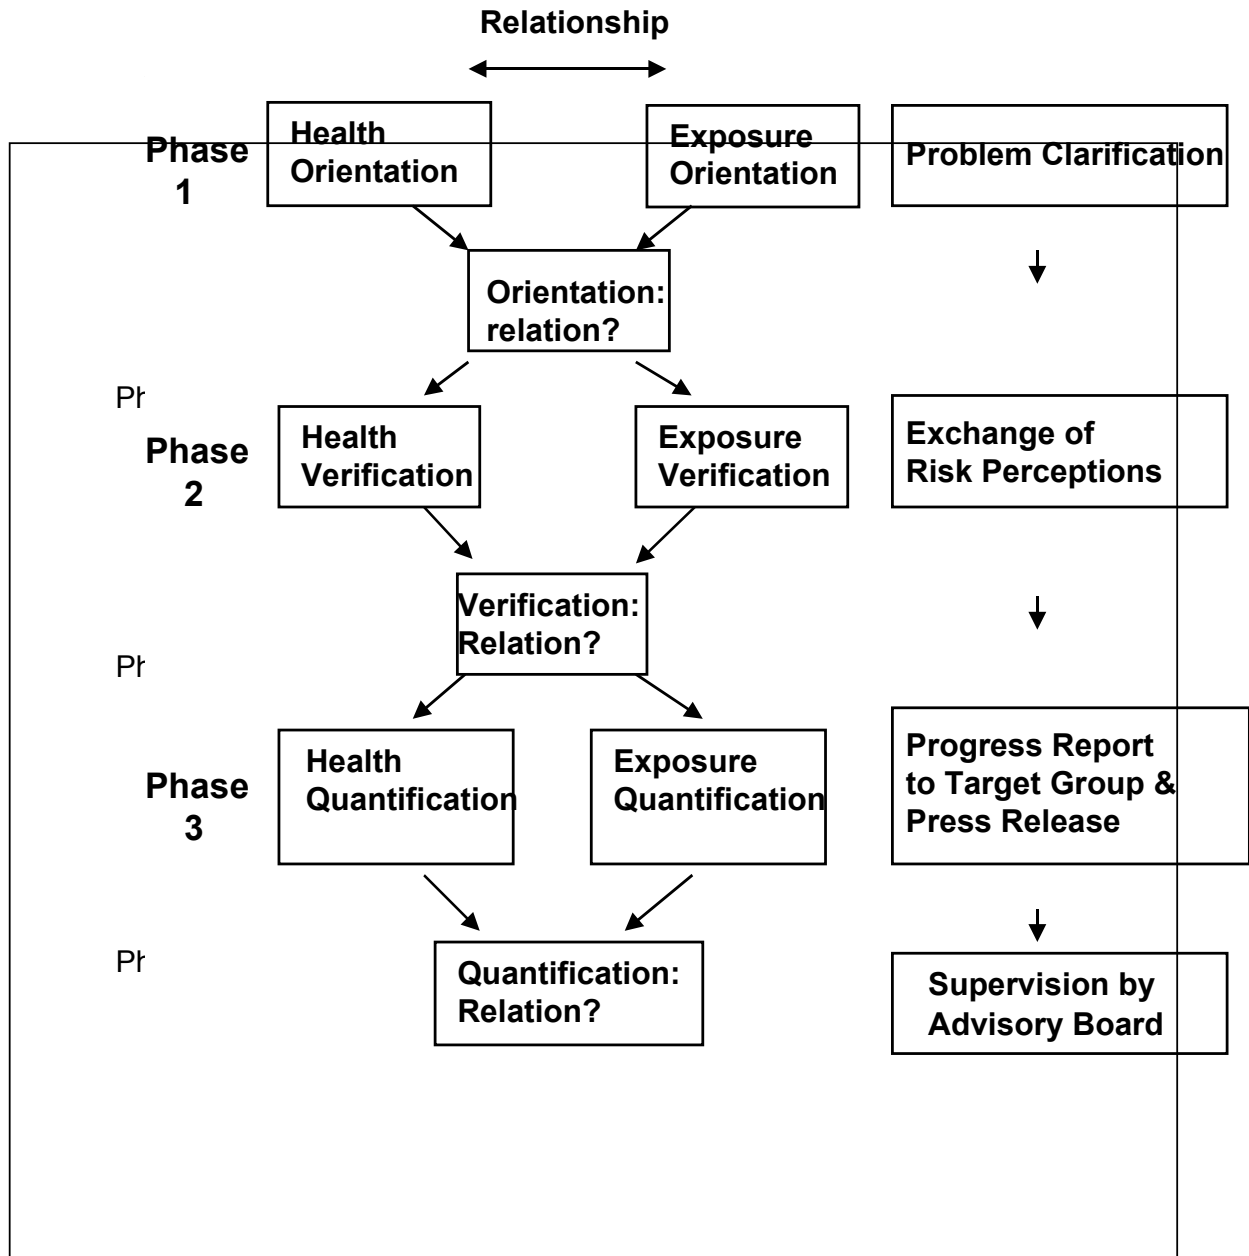 Relationship
Phase
1
Health
Orientation
Exposure
Orientation
Problem Clarification
Orientation:
relation?
Ph
Phase
2
Health
Verification
Exposure
Verification
Exchange of
Risk Perceptions
Verification:
Relation?
Ph
Phase
3
Health
Quantification
Exposure
Quantification
Progress Report
to Target Group &
Press Release
Ph
Quantification:
Relation?
Supervision by
Advisory Board